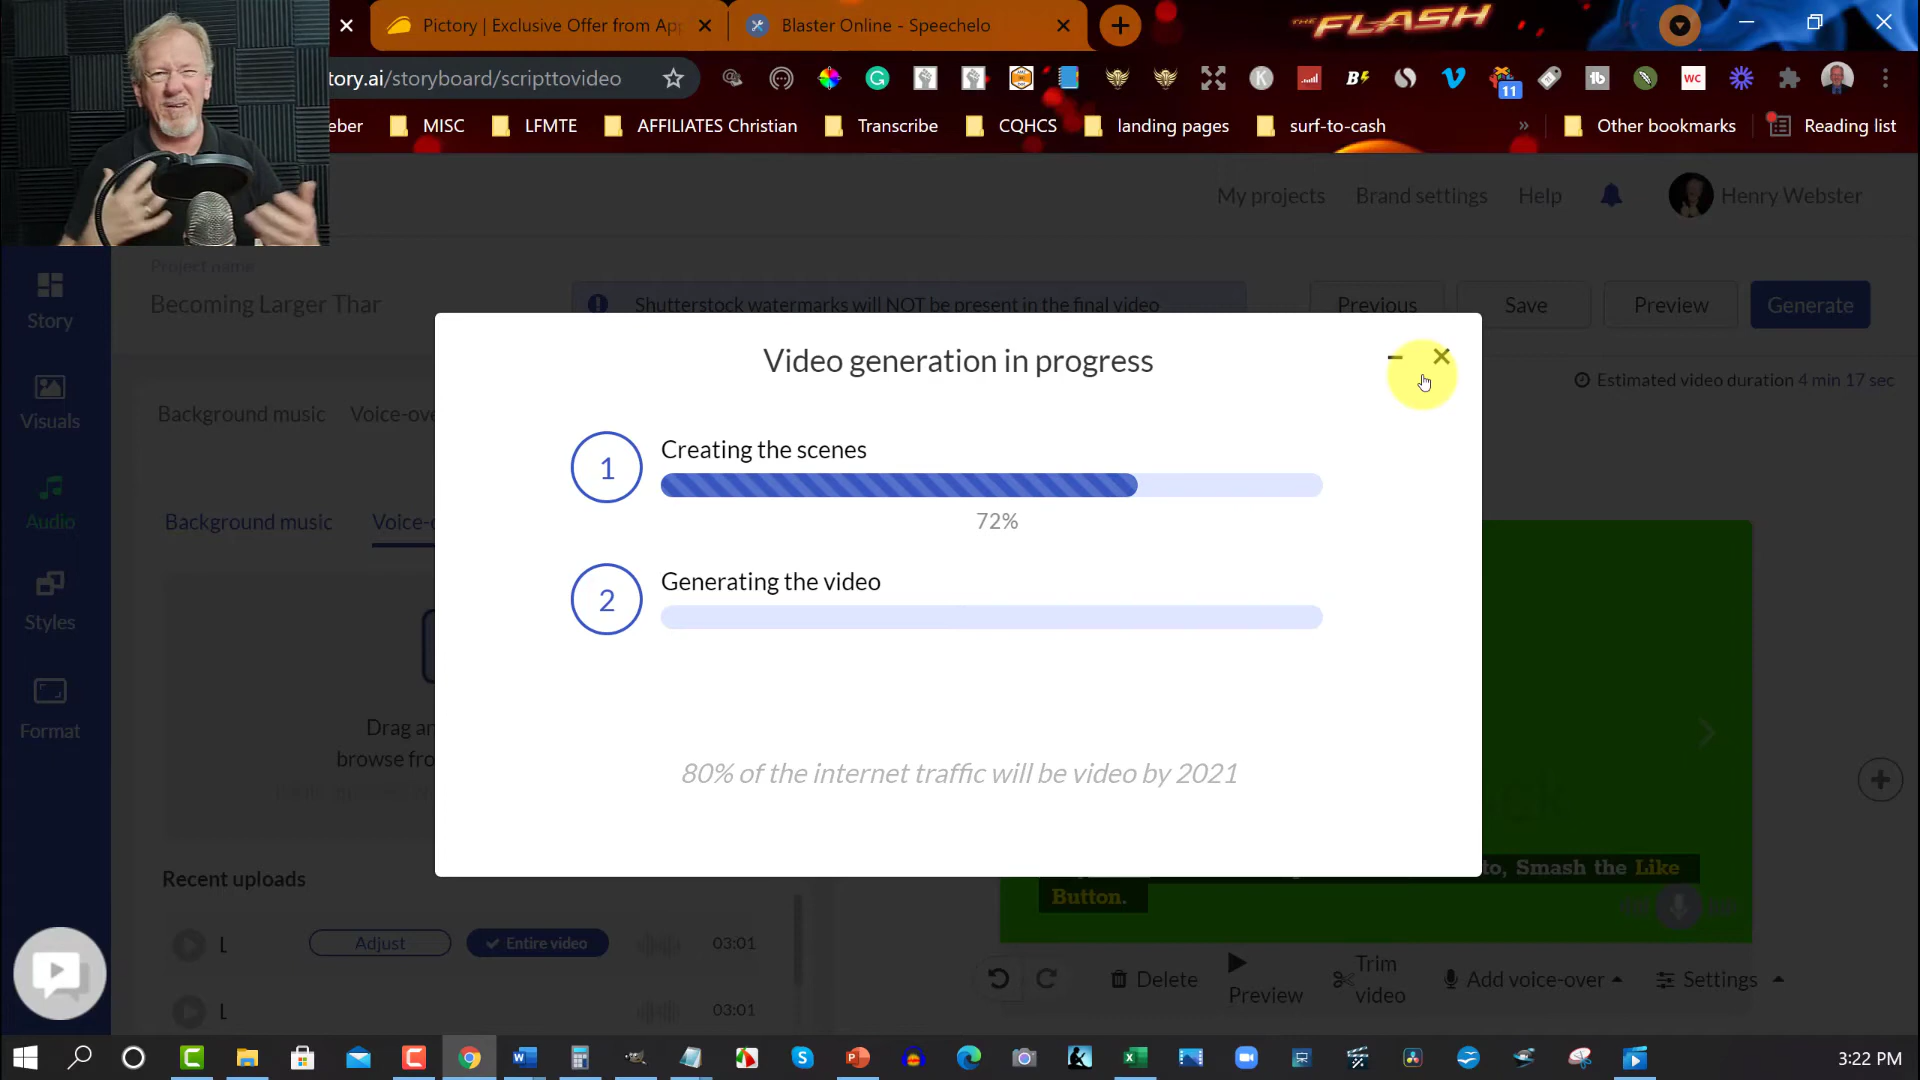 Pictory | Exclusive Offer from Ap
Blaster Online - Speechelo
THE FLASH
tory.ai/storyboard/scripttovideo
11
eber
MISC
LFMTE
AFFILIATES Christian
Transcribe
CQHCS
landing pages
surf-to-cash
»
Other bookmarks
Reading list
My projects
Brand settings
Help
Henry Webster
Project name
Becoming Larger Thar
Shutterstock watermarks will NOT be present in the final video
Previous
Save
Preview
Generate
Estimated video duration 4 min 17 sec
Story
Visuals
Audio
Styles
Format
Background music
Voice-ove
Background music
Voice-o
Video generation in progress
1
Creating the scenes
72%
2
Generating the video
80% of the internet traffic will be video by 2021
Drag an
browse fro
Recent uploads
L
Adjust
Entire video
03:01
L
03:01
to, Smash the Like
Button.
Delete
Preview
Trim
video
Add voice-over
Settings
3:22 PM